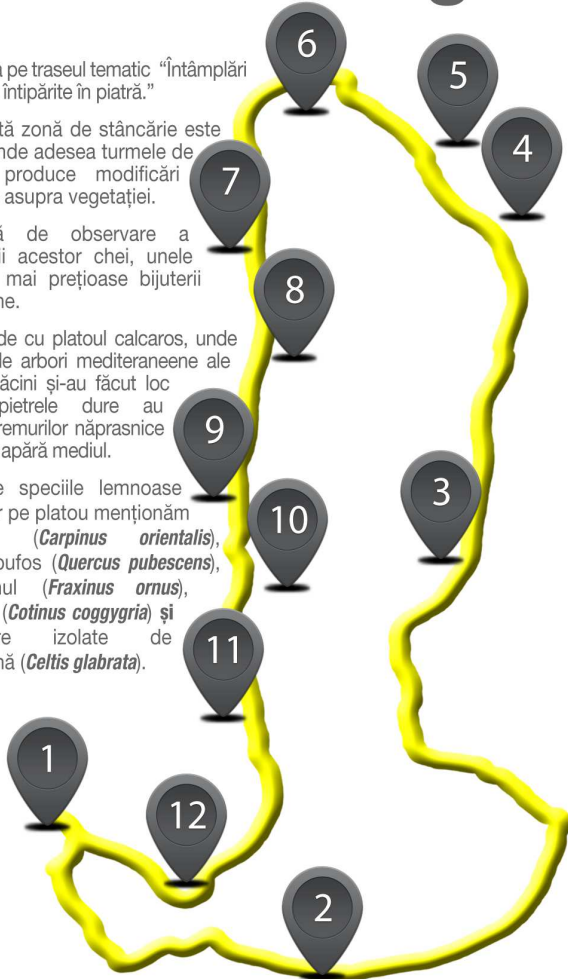 6
a pe traseul tematic “Întâmplări
întipărite în piatră.”
5
tă zonă de stâncărie este
nde adesea turmele de
4
produce modificări
7
asupra vegetației.
ă de observare a
ii acestor chei, unele
mai prețioase bijuterii
ne.
8
de cu platoul calcaros, unde
de arbori mediteraneene ale
ăcini și-au făcut loc
pietrele dure au
remurilor năprasnice
9
apără mediul.
3
e speciile lemnoase
r pe platou menționăm
10
(Carpinus orientalis),
pufos (Quercus pubescens),
nul (Fraxinus ornus),
(Cotinus coggygria) și
re izolate de
11
nă (Celtis glabrata).
1
12
2